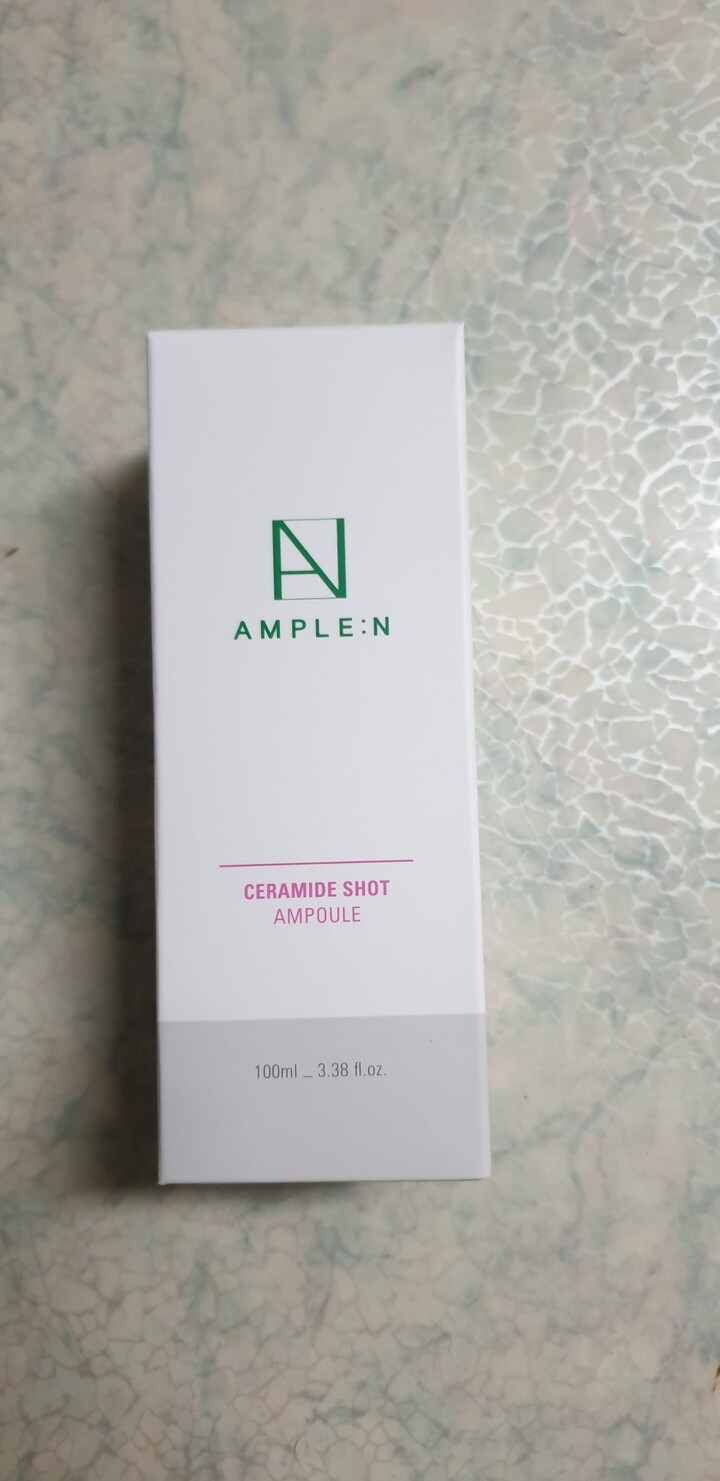 AMPLE:N
CERAMIDE SHOT
AMPOULE
100ml _ 3.38 fl.oz.